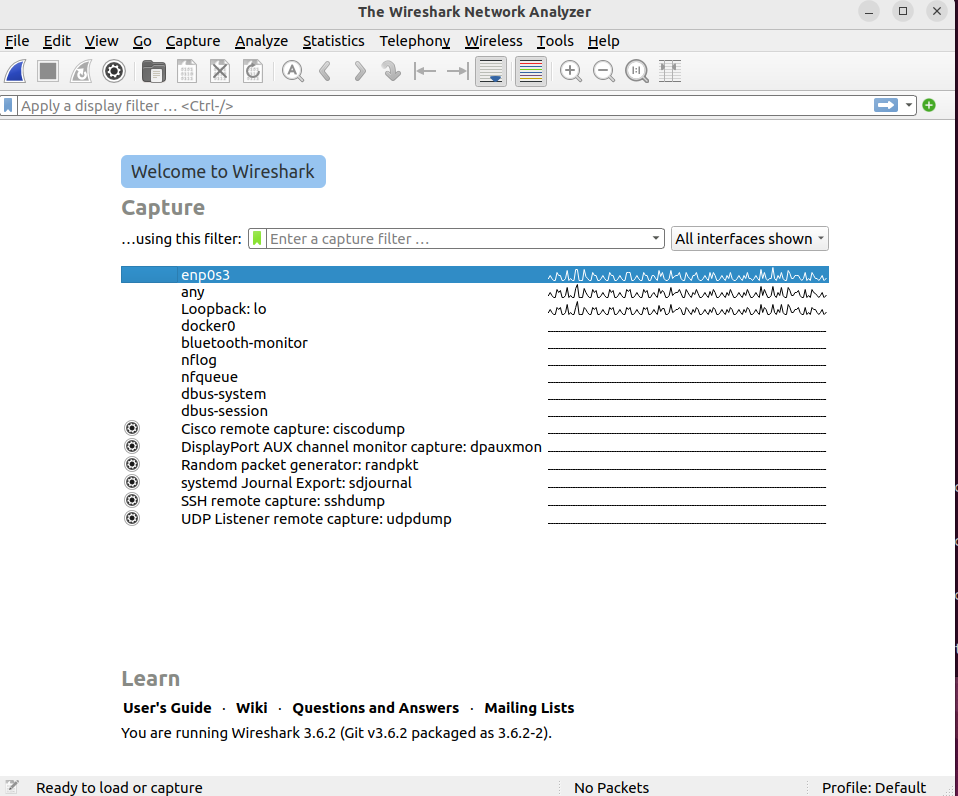 The Wireshark Network Analyzer
File Edit View Go Capture Analyze Statistics Telephony Wireless Tools Help
Apply a display filter … <Ctrl-/>
Welcome to Wireshark
Capture
…using this filter: Enter a capture filter … All interfaces shown
enp0s3
any
Loopback: lo
docker0
bluetooth-monitor
nflog
nfqueue
dbus-system
dbus-session
Cisco remote capture: ciscodump
DisplayPort AUX channel monitor capture: dpauxmon
Random packet generator: randpkt
systemd Journal Export: sdjournal
SSH remote capture: sshdump
UDP Listener remote capture: udpdump
Learn
User's Guide · Wiki · Questions and Answers · Mailing Lists
You are running Wireshark 3.6.2 (Git v3.6.2 packaged as 3.6.2-2).
Ready to load or capture No Packets Profile: Default